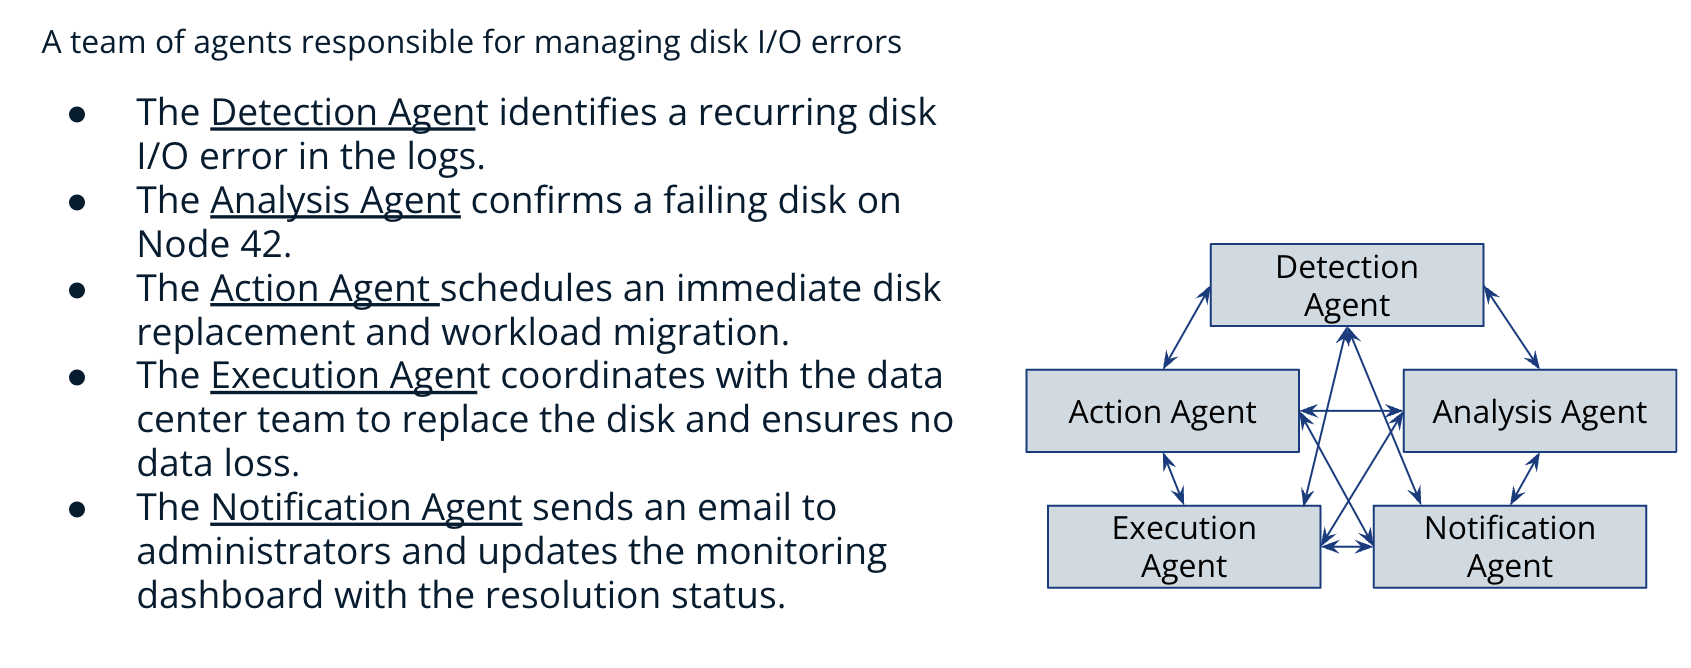 A team of agents responsible for managing disk I/O errors
● The Detection Agent identifies a recurring disk
I/O error in the logs.
● The Analysis Agent confirms a failing disk on
Node 42.
● The Action Agent schedules an immediate disk
replacement and workload migration.
● The Execution Agent coordinates with the data
center team to replace the disk and ensures no
data loss.
● The Notification Agent sends an email to
administrators and updates the monitoring
dashboard with the resolution status.
Detection
Agent
Action Agent
Analysis Agent
Execution
Agent
Notification
Agent